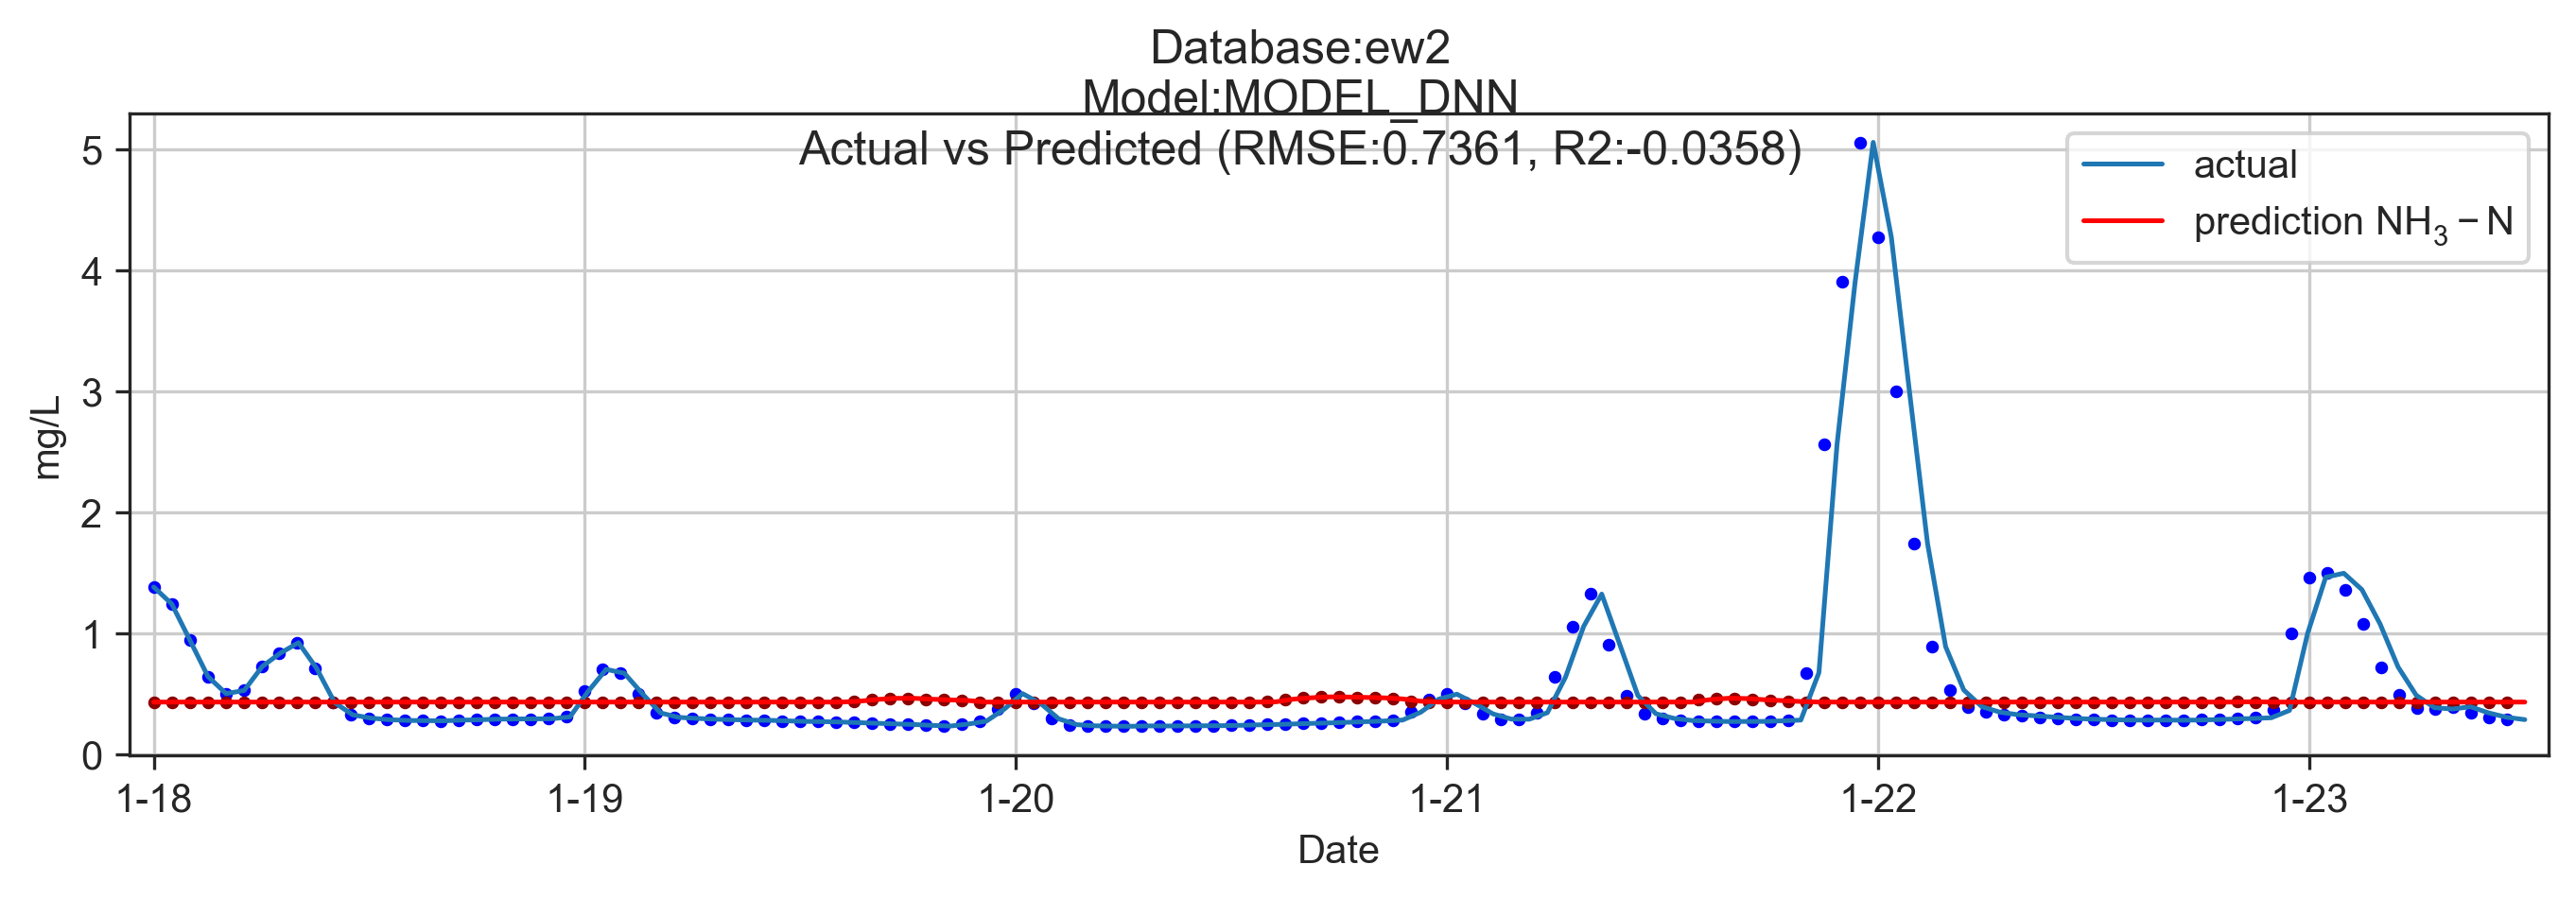 Database:ew2
Model:MODEL_DNN
Actual vs Predicted (RMSE:0.7361, R2:-0.0358)
actual
prediction NH₃ − N
mg/L
5
4
3
2
1
0
1-18 1-19 1-20 1-21 1-22 1-23
Date